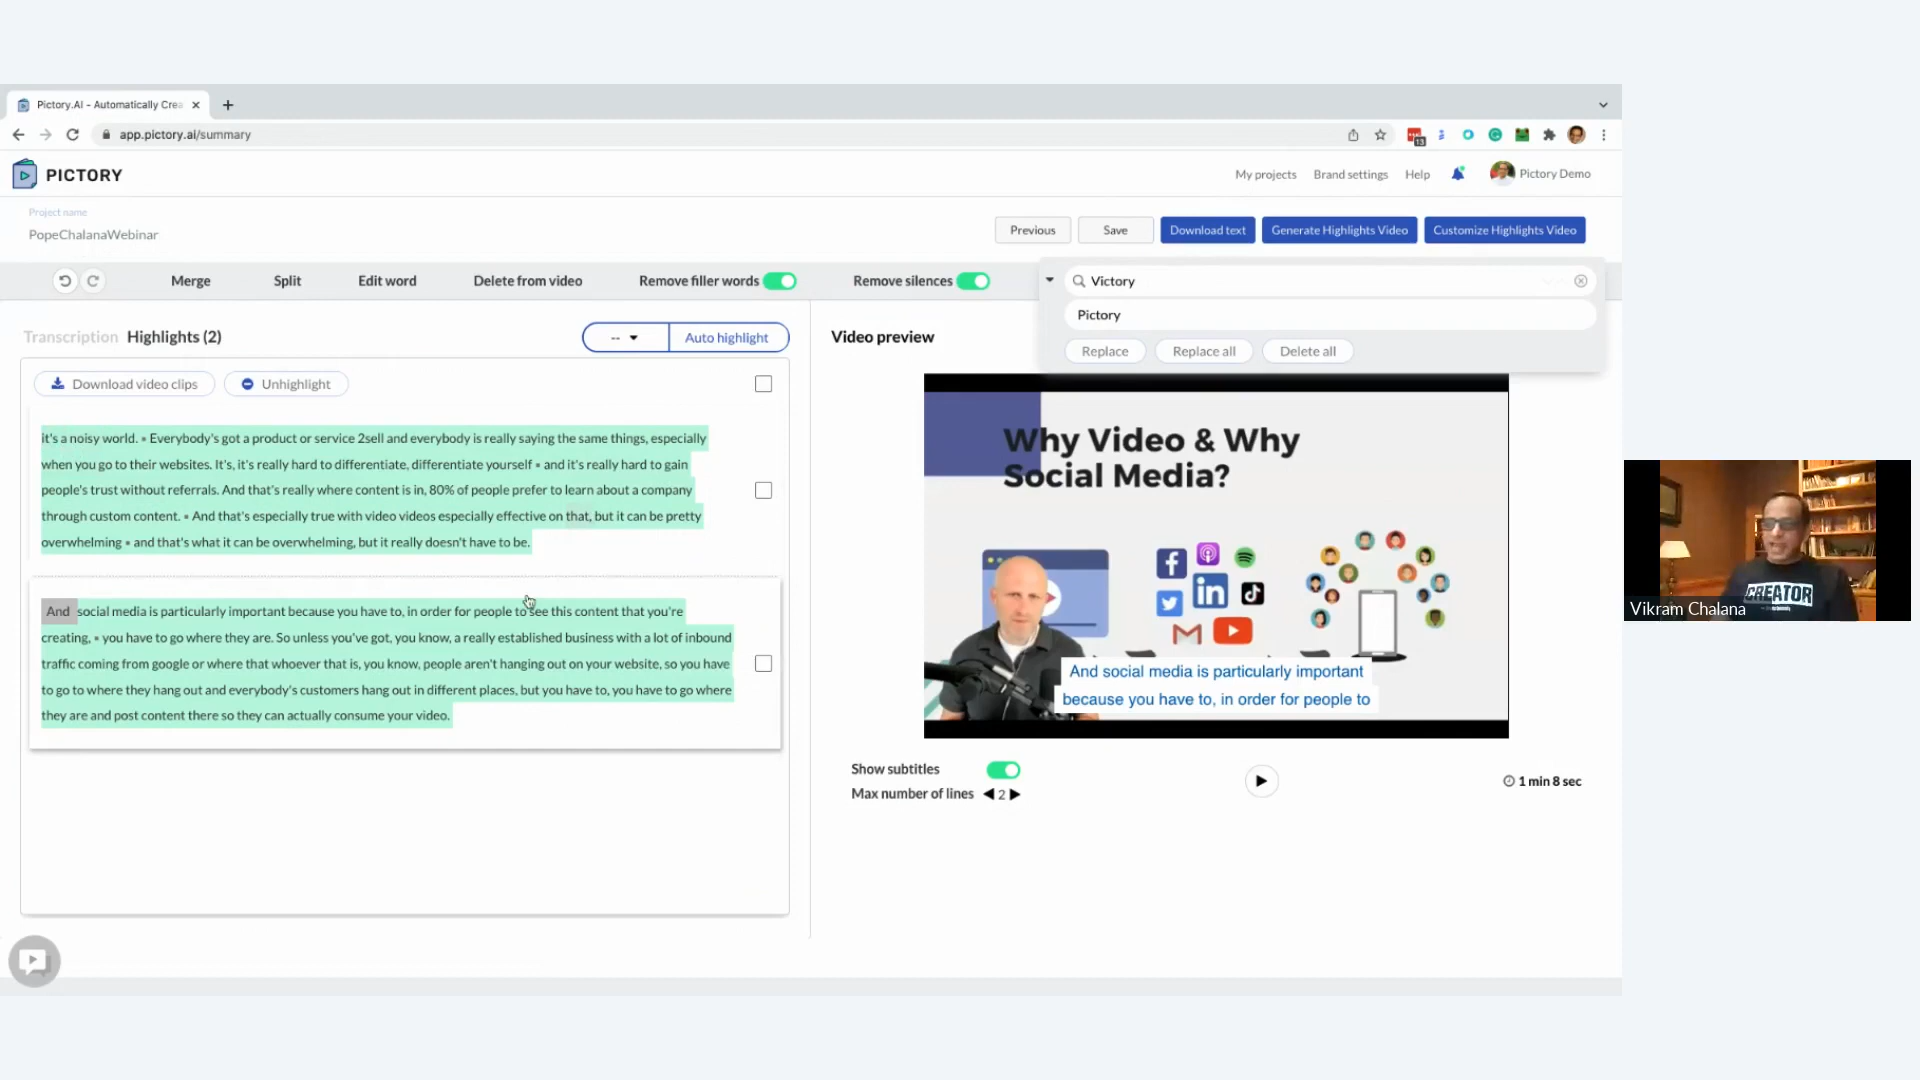 Pictory.AI - Automatically Crea
app.pictory.ai/summary
13
PICTORY
My projects
Brand settings
Help
Pictory Demo
Project name
PopeChalanaWebinar
Previous
Save
Download text
Generate Highlights Video
Customize Highlights Video
Merge
Split
Edit word
Delete from video
Remove filler words
Remove silences
Victory
Pictory
Replace
Replace all
Delete all
Transcription
Highlights (2)
--
Auto highlight
Download video clips
Unhighlight
it's a noisy world. • Everybody's got a product or service 2sell and everybody is really saying the same things, especially
when you go to their websites. It's, it's really hard to differentiate, differentiate yourself • and it's really hard to gain
people's trust without referrals. And that's really where content is in, 80% of people prefer to learn about a company
through custom content. • And that's especially true with video videos especially effective on that, but it can be pretty
overwhelming • and that's what it can be overwhelming, but it really doesn't have to be.
And social media is particularly important because you have to, in order for people to see this content that you're
creating, • you have to go where they are. So unless you've got, you know, a really established business with a lot of inbound
traffic coming from google or where that whoever that is, you know, people aren't hanging out on your website, so you have
to go to where they hang out and everybody's customers hang out in different places, but you have to, you have to go where
they are and post content there so they can actually consume your video.
Video preview
Why Video & Why
Social Media?
f
in
And social media is particularly important
because you have to, in order for people to
Show subtitles
Max number of lines
2
1 min 8 sec
CREATOR
Vikram Chalana